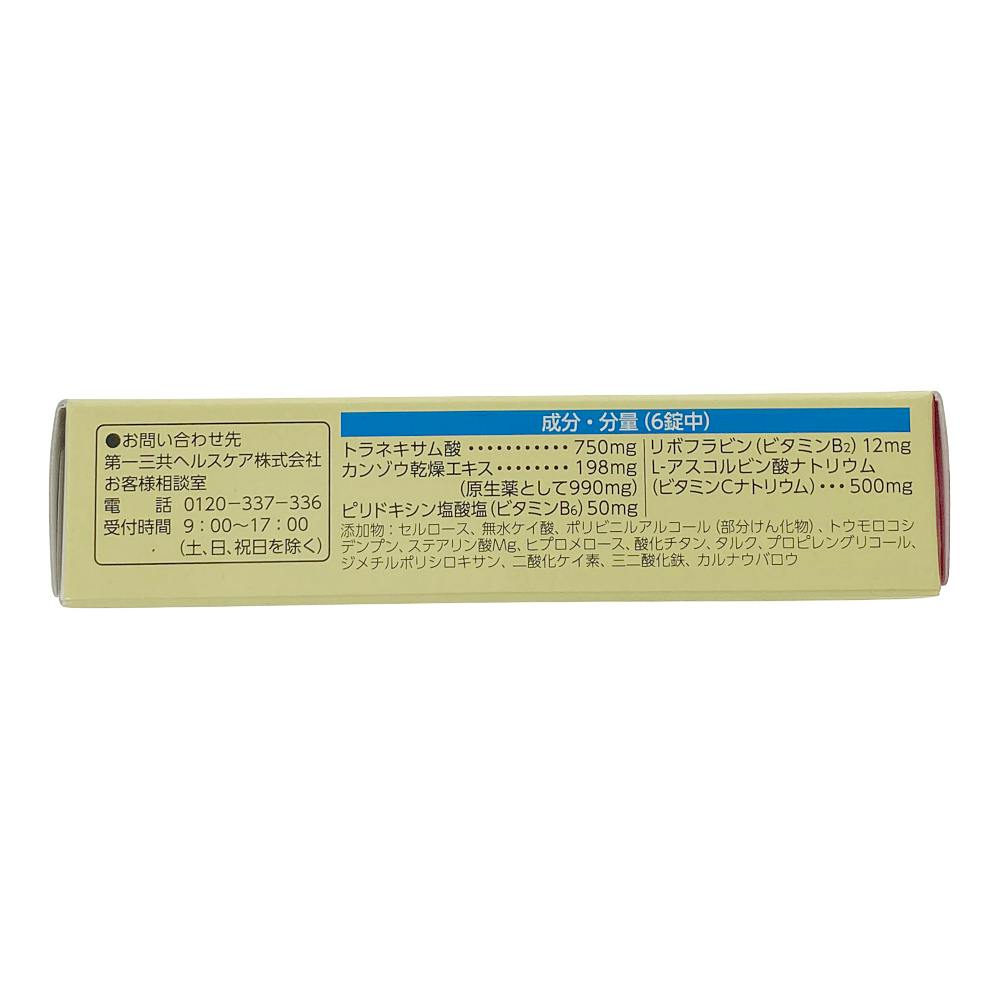 ●お問い合わせ先
第一三共ヘルスケア株式会社
お客様相談室
電　話 0120-337-336
受付時間 9：00〜17：00
(土、日、祝日を除く)
成分・分量(6錠中)
トラネキサム酸･･･････････750mg
カンゾウ乾燥エキス･････････198mg
(原生薬として990mg)
ピリドキシン塩酸塩(ビタミンB₆) 50mg
リボフラビン(ビタミンB₂) 12mg
L-アスコルビン酸ナトリウム
(ビタミンCナトリウム)･･･500mg
添加物：セルロース、無水ケイ酸、ポリビニルアルコール(部分けん化物)、トウモロコシ
デンプン、ステアリン酸Mg、ヒプロメロース、酸化チタン、タルク、プロピレングリコール、
ジメチルポリシロキサン、二酸化ケイ素、三二酸化鉄、カルナウバロウ